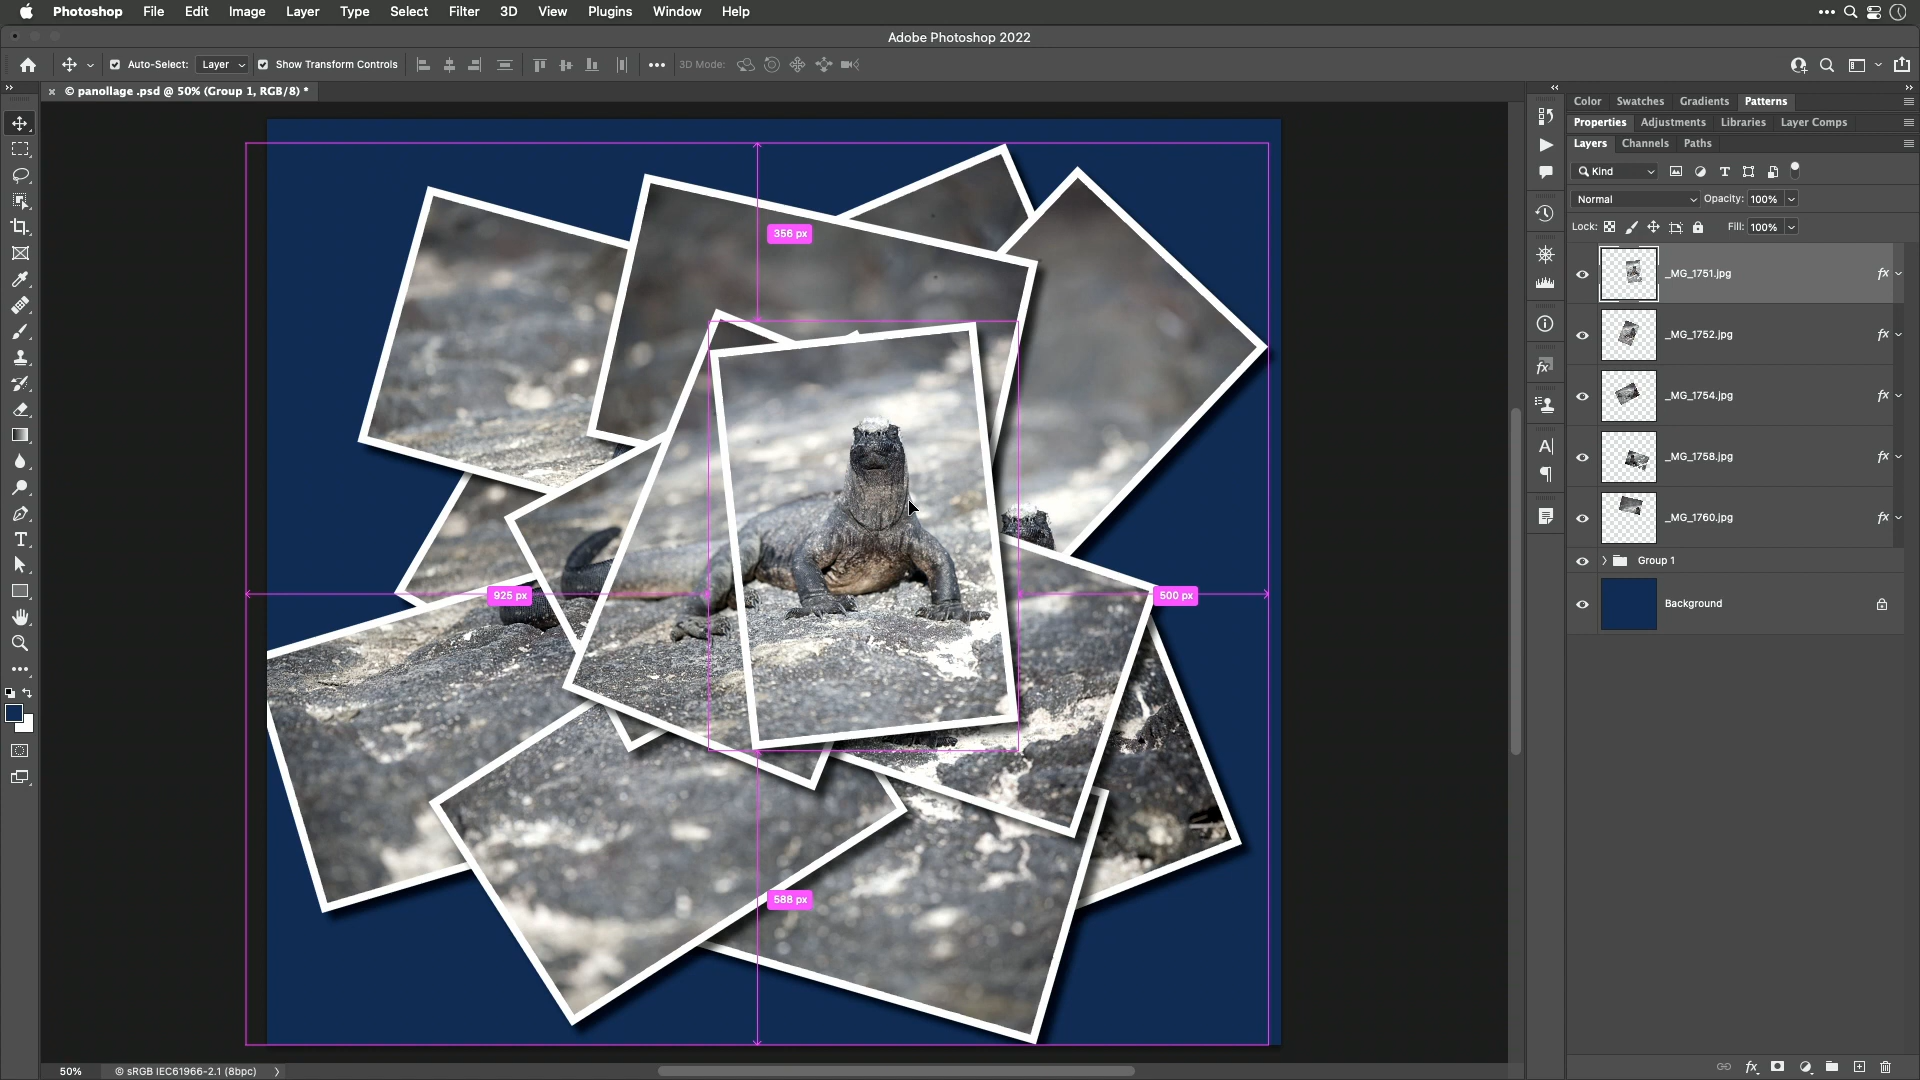 Photoshop File Edit Image Layer Type Select Filter 3D View Plugins Window Help
Adobe Photoshop 2022
Auto-Select: Layer Show Transform Controls 3D Mode:
© panollage .psd @ 50% (Group 1, RGB/8) *
Color Swatches Gradients Patterns
Properties Adjustments Libraries Layer Comps
Layers Channels Paths
Kind
Normal Opacity: 100%
Lock: Fill: 100%
_MG_1751.jpg fx
_MG_1752.jpg fx
_MG_1754.jpg fx
_MG_1758.jpg fx
_MG_1760.jpg fx
Group 1
Background
356 px
925 px
500 px
588 px
50% © sRGB IEC61966-2.1 (8bpc)